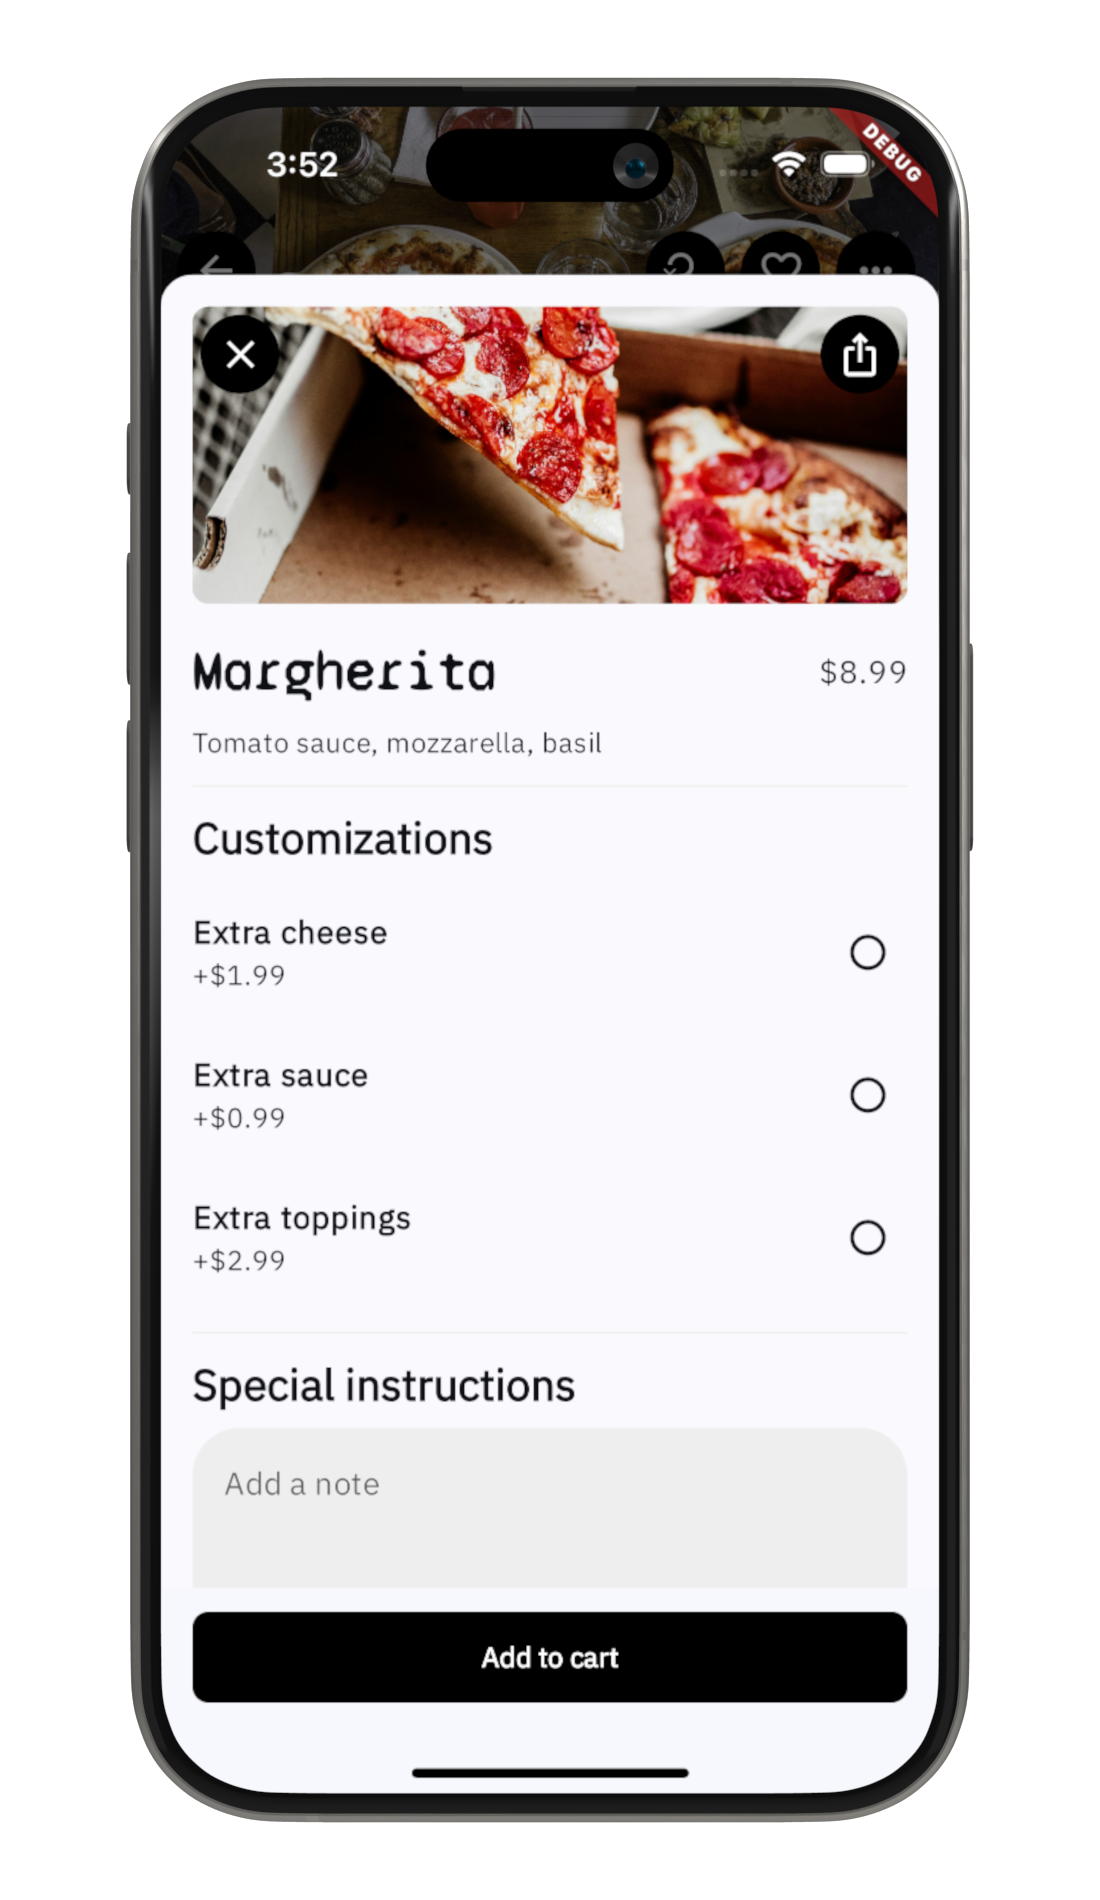 3:52
DEBUG
Margherita
$8.99
Tomato sauce, mozzarella, basil
Customizations
Extra cheese
+$1.99
Extra sauce
+$0.99
Extra toppings
+$2.99
Special instructions
Add a note
Add to cart